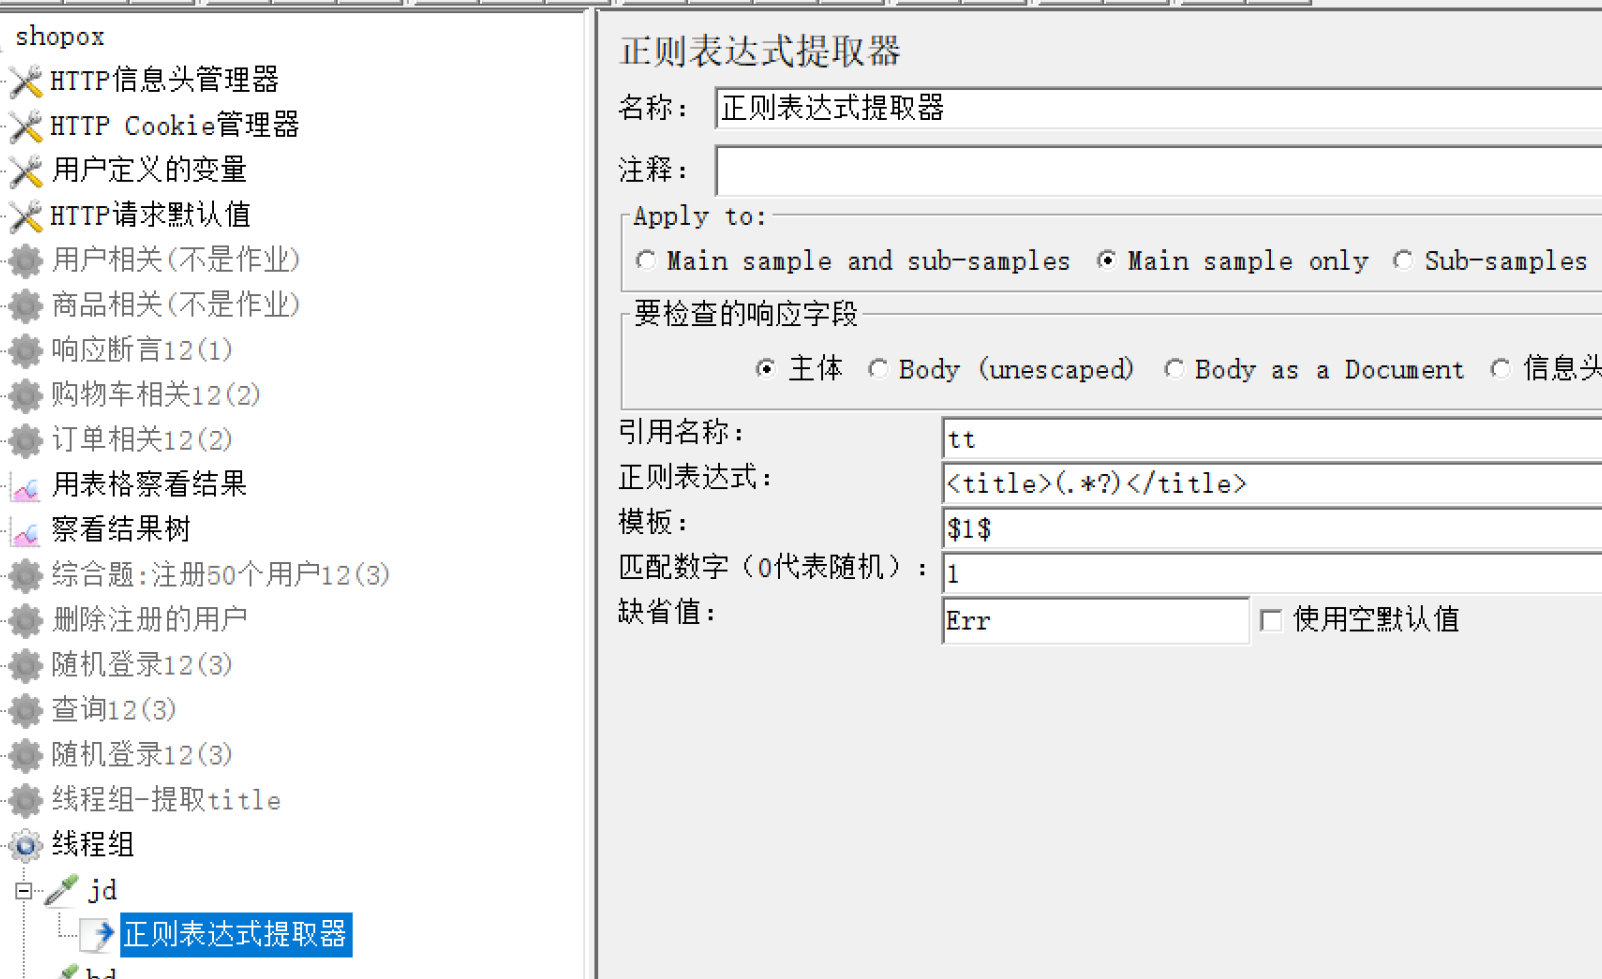 shopox
HTTP信息头管理器
HTTP Cookie管理器
用户定义的变量
HTTP请求默认值
用户相关(不是作业)
商品相关(不是作业)
响应断言12(1)
购物车相关12(2)
订单相关12(2)
用表格察看结果
察看结果树
综合题:注册50个用户12(3)
删除注册的用户
随机登录12(3)
查询12(3)
随机登录12(3)
线程组-提取title
线程组
jd
正则表达式提取器
正则表达式提取器
名称： 正则表达式提取器
注释：
Apply to:
Main sample and sub-samples Main sample only Sub-samples
要检查的响应字段
主体 Body (unescaped) Body as a Document 信息头
引用名称： tt
正则表达式： <title>(.*?)</title>
模板： $1$
匹配数字（0代表随机）： 1
缺省值： Err 使用空默认值